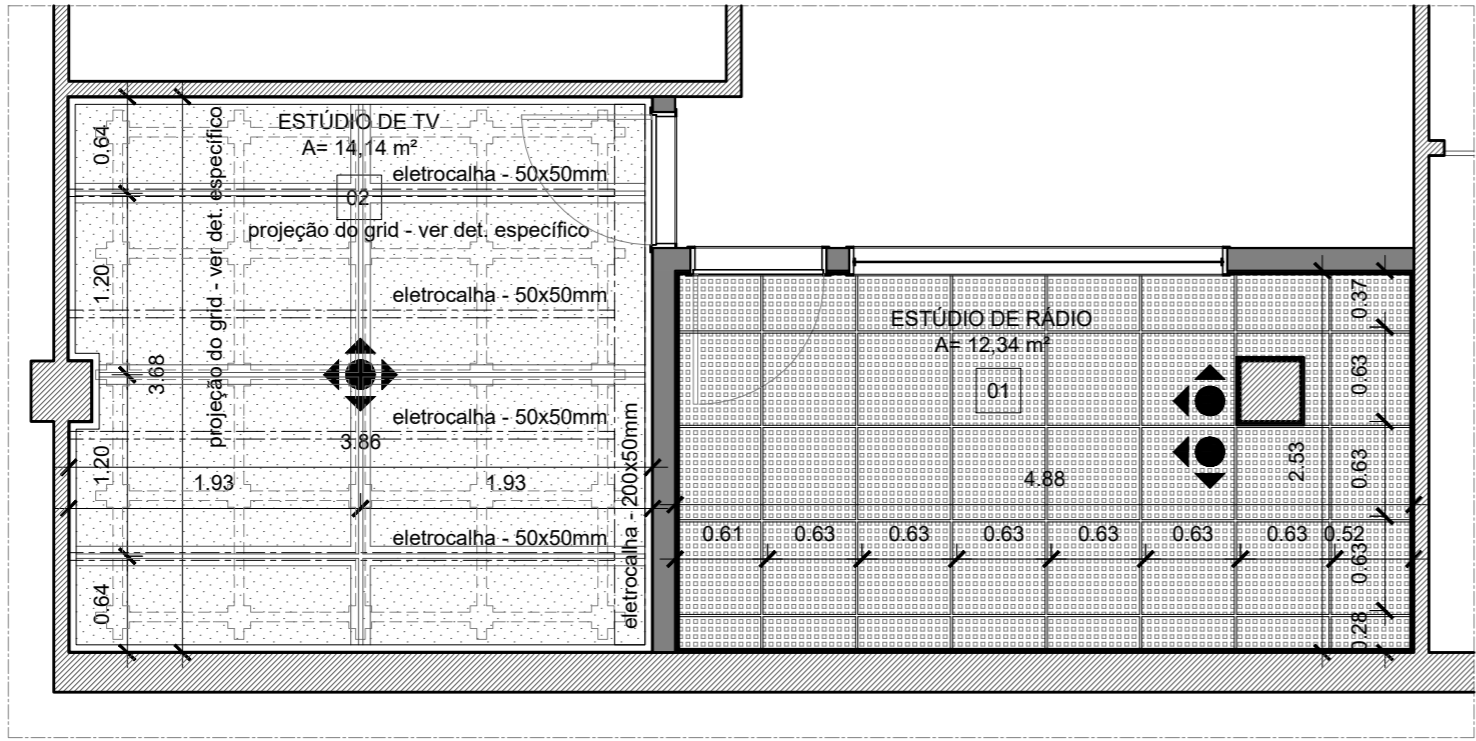 ESTÚDIO DE TV
A= 14,14 m²
02
eletrocalha - 50x50mm
projeção do grid - ver det. específico
projeção do grid - ver det. específico
eletrocalha - 50x50mm
eletrocalha - 50x50mm
eletrocalha - 50x50mm
eletrocalha - 200x50mm
0.64
1.20
1.20
0.64
3.68
3.86
1.93
1.93
ESTÚDIO DE RÁDIO
A= 12,34 m²
01
4.88
2.53
0.61
0.63
0.63
0.63
0.63
0.63
0.63
0.52
0.37
0.63
0.63
0.63
0.28